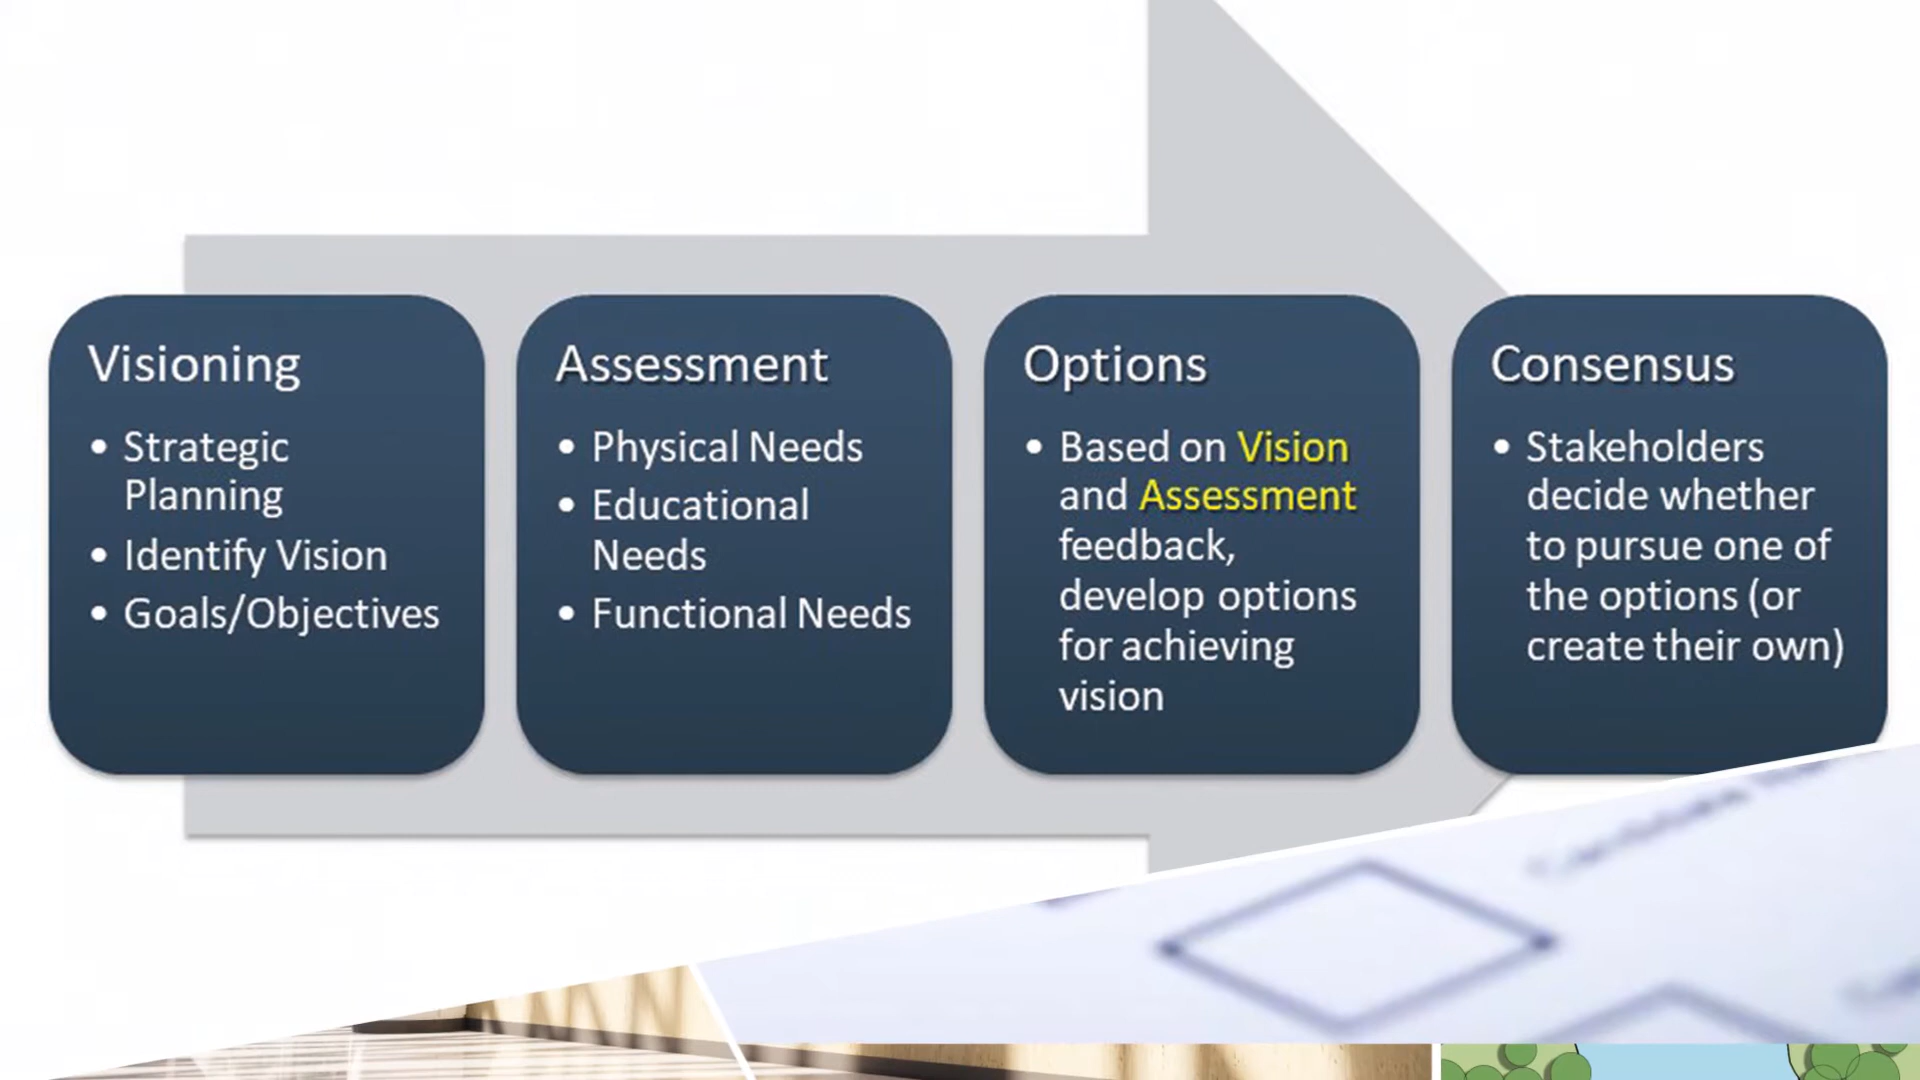 Visioning
• Strategic
Planning
• Identify Vision
• Goals/Objectives
Assessment
• Physical Needs
• Educational
Needs
• Functional Needs
Options
• Based on Vision
and Assessment
feedback,
develop options
for achieving
vision
Consensus
• Stakeholders
decide whether
to pursue one of
the options (or
create their own)